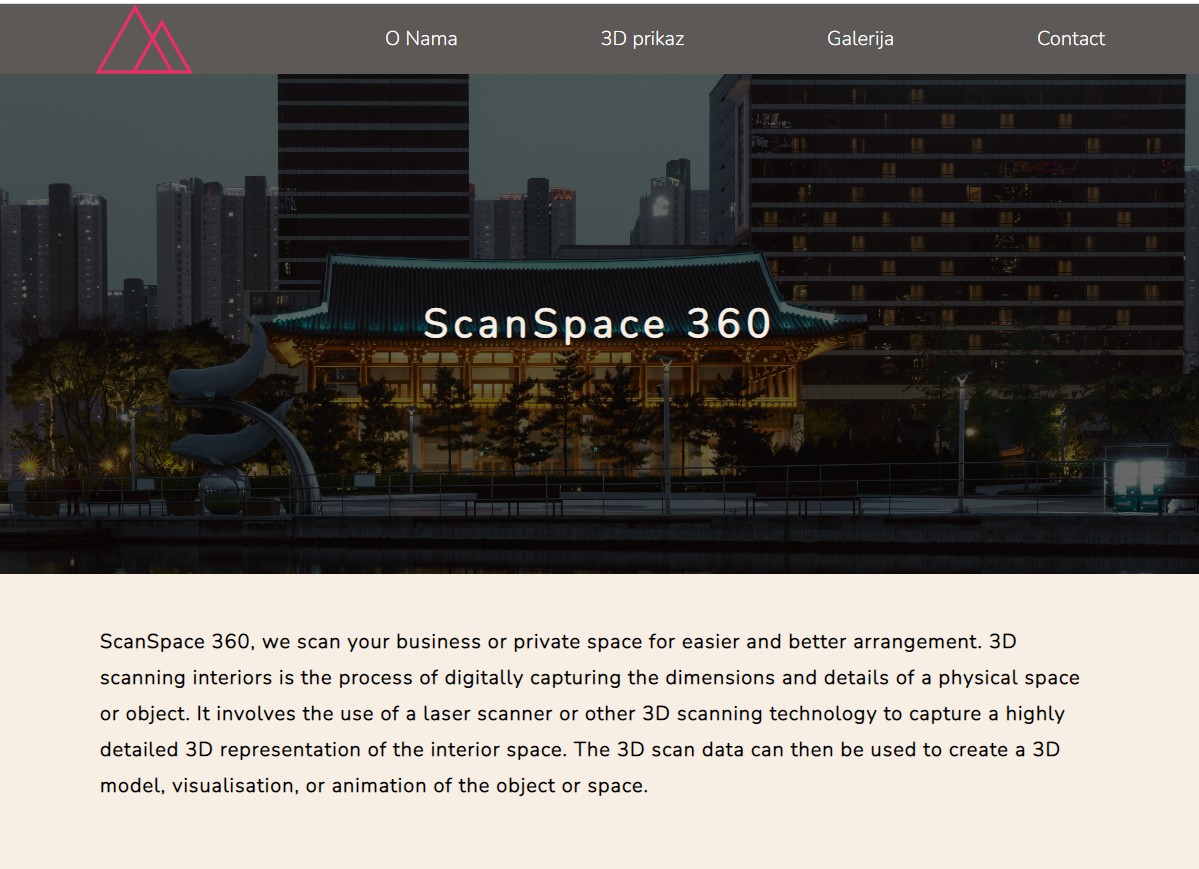 O Nama
3D prikaz
Galerija
Contact
ScanSpace 360
ScanSpace 360, we scan your business or private space for easier and better arrangement. 3D
scanning interiors is the process of digitally capturing the dimensions and details of a physical space
or object. It involves the use of a laser scanner or other 3D scanning technology to capture a highly
detailed 3D representation of the interior space. The 3D scan data can then be used to create a 3D
model, visualisation, or animation of the object or space.